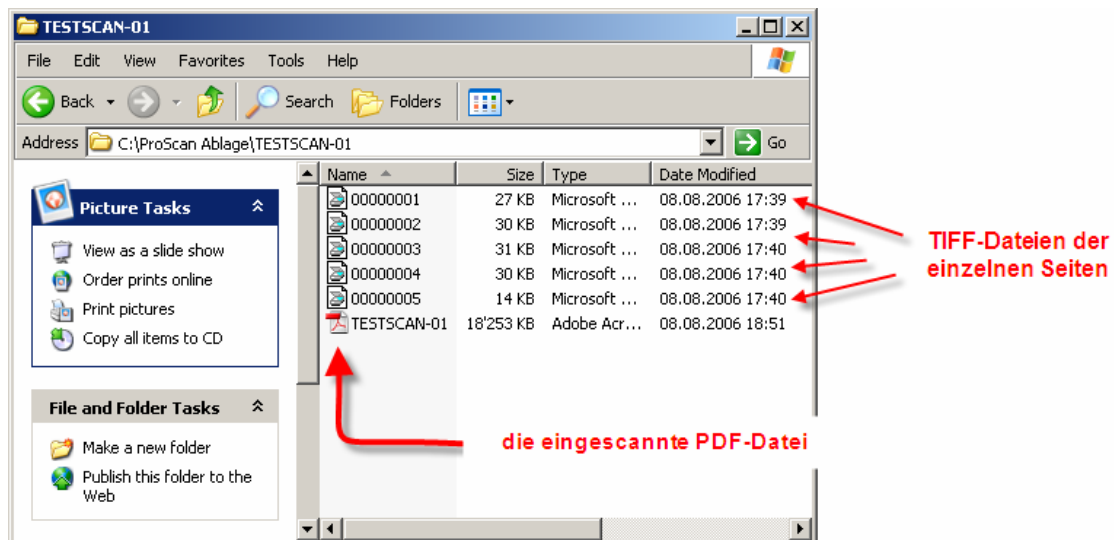 TESTSCAN-01
File Edit View Favorites Tools Help
Back Search Folders
Address C:\ProScan Ablage\TESTSCAN-01 Go
Picture Tasks
View as a slide show
Order prints online
Print pictures
Copy all items to CD
File and Folder Tasks
Make a new folder
Publish this folder to the
Web
Name Size Type Date Modified
00000001 27 KB Microsoft ... 08.08.2006 17:39
00000002 30 KB Microsoft ... 08.08.2006 17:39
00000003 31 KB Microsoft ... 08.08.2006 17:40
00000004 30 KB Microsoft ... 08.08.2006 17:40
00000005 14 KB Microsoft ... 08.08.2006 17:40
TESTSCAN-01 18'253 KB Adobe Acr... 08.08.2006 18:51
TIFF-Dateien der
einzelnen Seiten
die eingescannte PDF-Datei